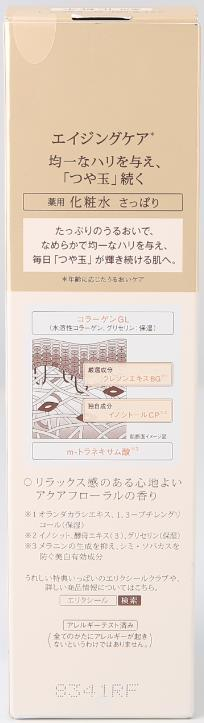 エイジングケア*
均一なハリを与え、
「つや玉」続く
薬用 化粧水 さっぱり
たっぷりのうるおいで、
なめらかで均一なハリを与え、
毎日「つや玉」が輝き続ける肌へ。
*年齢に応じたうるおいケア
コラーゲンGL
(水溶性コラーゲン、グリセリン:保湿)
厳選成分
クレソンエキスBG※1
独自成分
イノシトールCP※2
肌断面イメージ図
m-トラネキサム酸※3
○リラックス感のある心地よい
アクアフローラルの香り
※1 オランダカラシエキス、1,3-ブチレングリ
コール(保湿)
※2 イノシット、酵母エキス(3)、グリセリン(保湿)
※3 メラニンの生成を抑え、シミ・ソバカスを
防ぐ美白有効成分
うれしい特典いっぱいのエリクシールクラブや、
詳しい商品情報についてはこちら。
エリクシール 検索
アレルギーテスト済み
(全てのかたにアレルギーが起き
ないというわけではありません。)
8341RF